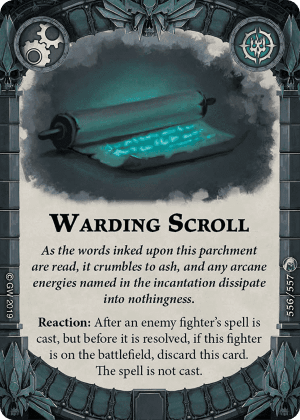 WARDING SCROLL
As the words inked upon this parchment
are read, it crumbles to ash, and any arcane
energies named in the incantation dissipate
into nothingness.
Reaction: After an enemy fighter's spell is
cast, but before it is resolved, if this fighter
is on the battlefield, discard this card.
The spell is not cast.
© GW 2019
556/557